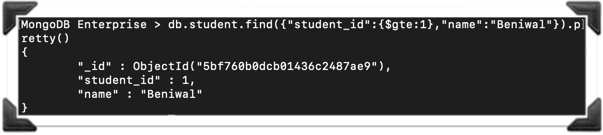 MongoDB Enterprise > db.student.find({"student_id":{$gte:1},"name":"Beniwal"}).p
retty()
{
        "_id" : ObjectId("5bf760b0dcb01436c2487ae9"),
        "student_id" : 1,
        "name" : "Beniwal"
}